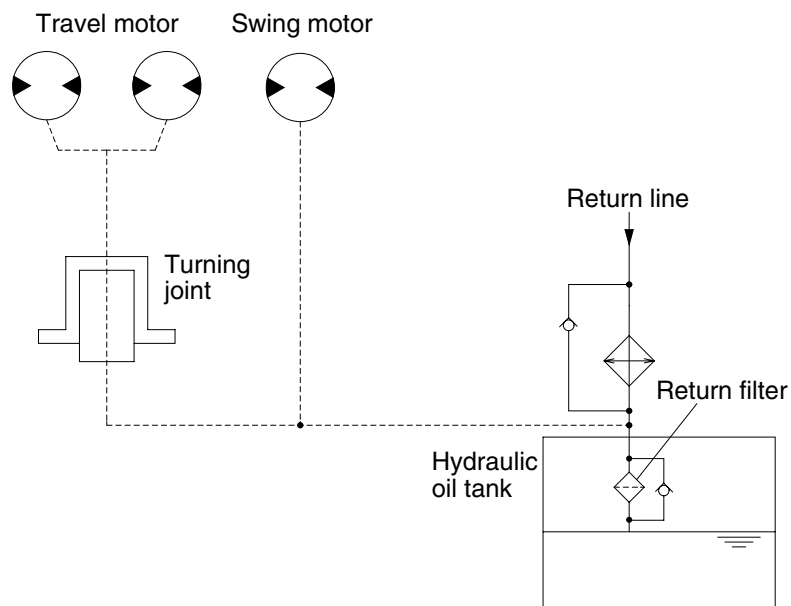 Travel motor
Swing motor
Return line
Turning
joint
Return filter
Hydraulic
oil tank